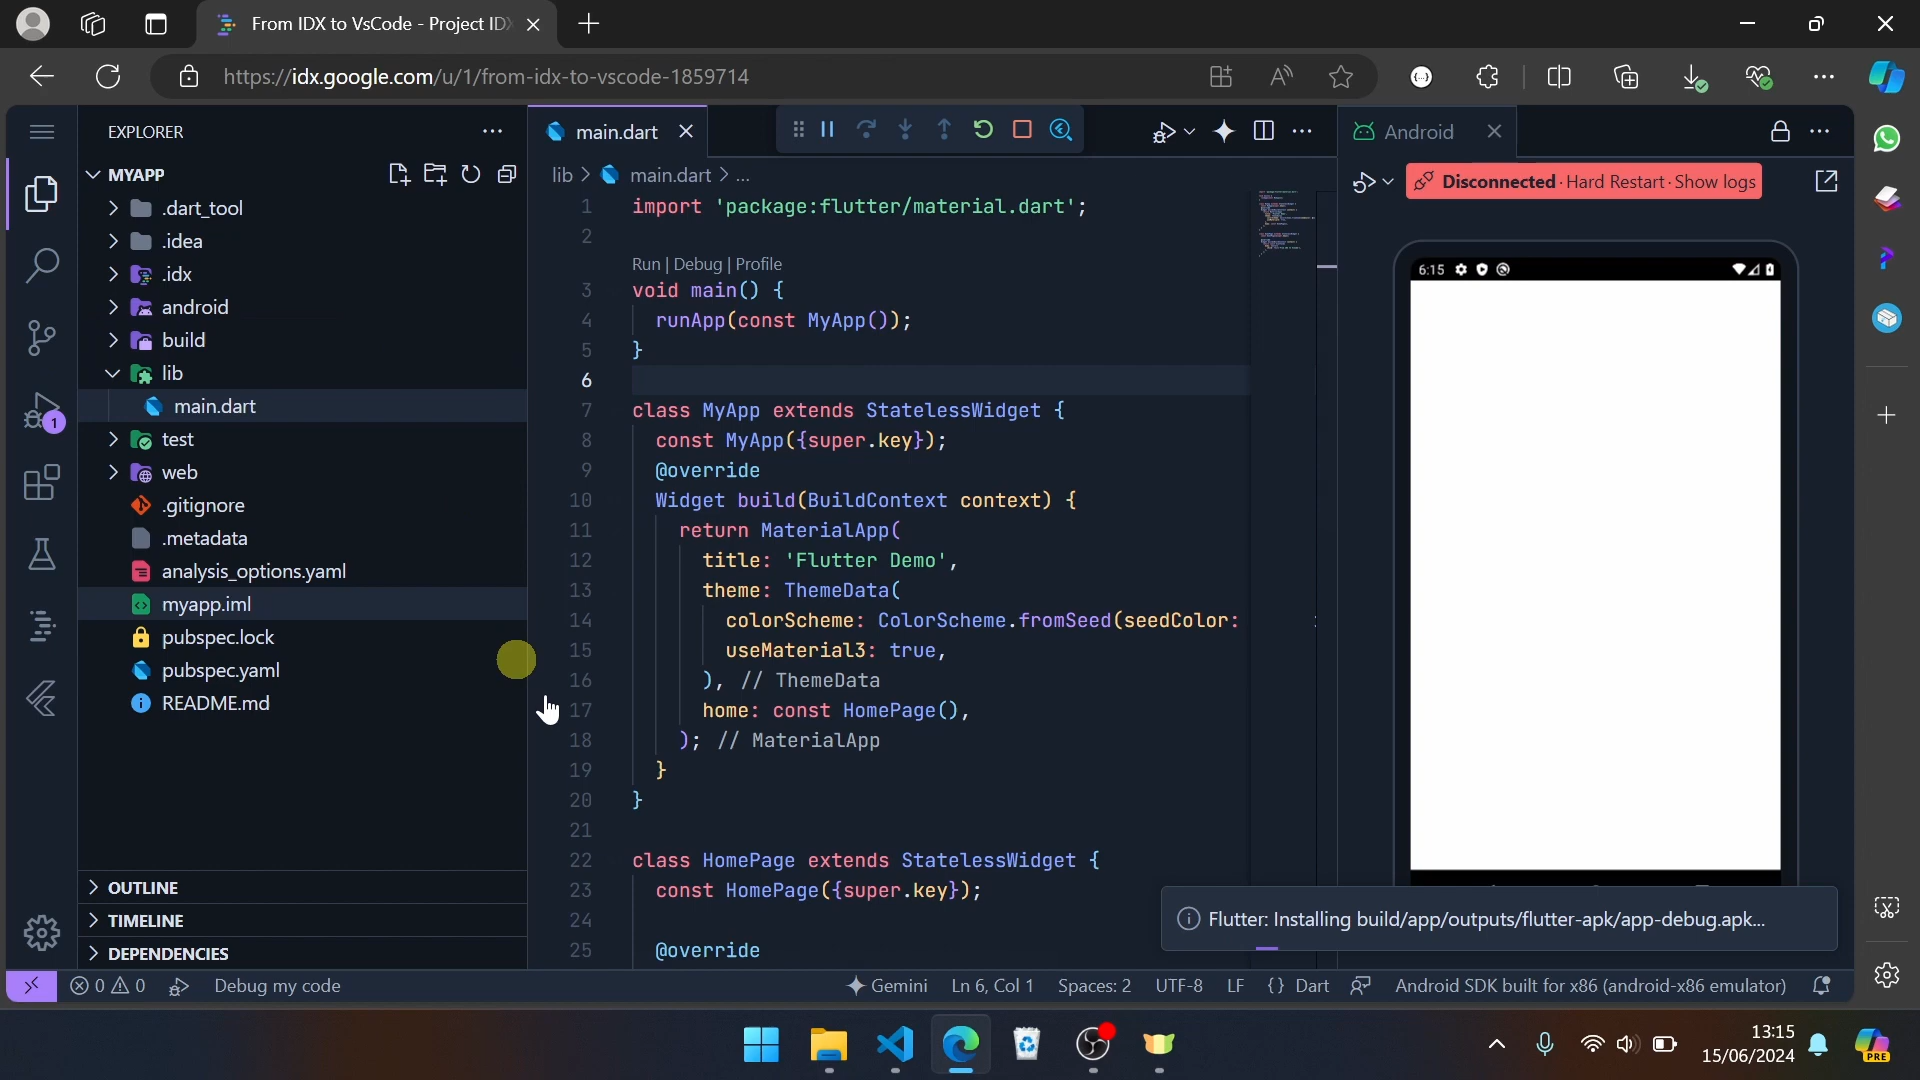 From IDX to VsCode - Project IDX
https://idx.google.com/u/1/from-idx-to-vscode-1859714
EXPLORER
MYAPP
.dart_tool
.idea
.idx
android
build
lib
main.dart
test
web
.gitignore
.metadata
analysis_options.yaml
myapp.iml
pubspec.lock
pubspec.yaml
README.md
OUTLINE
TIMELINE
DEPENDENCIES
1
main.dart
lib > main.dart > ...
1 import 'package:flutter/material.dart';
2
Run | Debug | Profile
3 void main() {
4 runApp(const MyApp());
5 }
6
7 class MyApp extends StatelessWidget {
8 const MyApp({super.key});
9 @override
10 Widget build(BuildContext context) {
11 return MaterialApp(
12 title: 'Flutter Demo',
13 theme: ThemeData(
14 colorScheme: ColorScheme.fromSeed(seedColor:
15 useMaterial3: true,
16 ), // ThemeData
17 home: const HomePage(),
18 ); // MaterialApp
19 }
20 }
21
22 class HomePage extends StatelessWidget {
23 const HomePage({super.key});
24
25 @override
Android
Disconnected · Hard Restart · Show logs
6:15
Flutter: Installing build/app/outputs/flutter-apk/app-debug.apk...
0 0 Debug my code
Gemini Ln 6, Col 1 Spaces: 2 UTF-8 LF {} Dart Android SDK built for x86 (android-x86 emulator)
13:15
15/06/2024
PRE